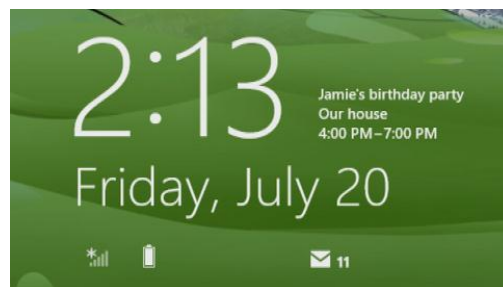 2:13
Jamie's birthday party
Our house
4:00 PM–7:00 PM
Friday, July 20
11